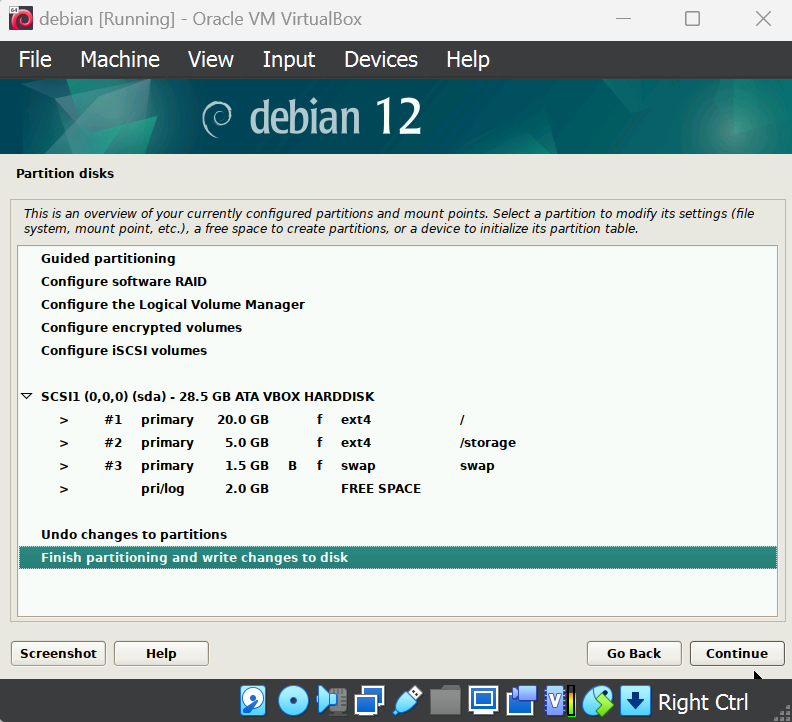 debian [Running] - Oracle VM VirtualBox
File Machine View Input Devices Help
debian 12
Partition disks
This is an overview of your currently configured partitions and mount points. Select a partition to modify its settings (file
system, mount point, etc.), a free space to create partitions, or a device to initialize its partition table.
Guided partitioning
Configure software RAID
Configure the Logical Volume Manager
Configure encrypted volumes
Configure iSCSI volumes
SCSI1 (0,0,0) (sda) - 28.5 GB ATA VBOX HARDDISK
> #1 primary 20.0 GB f ext4 /
> #2 primary 5.0 GB f ext4 /storage
> #3 primary 1.5 GB B f swap swap
> pri/log 2.0 GB FREE SPACE
Undo changes to partitions
Finish partitioning and write changes to disk
Screenshot Help Go Back Continue
Right Ctrl